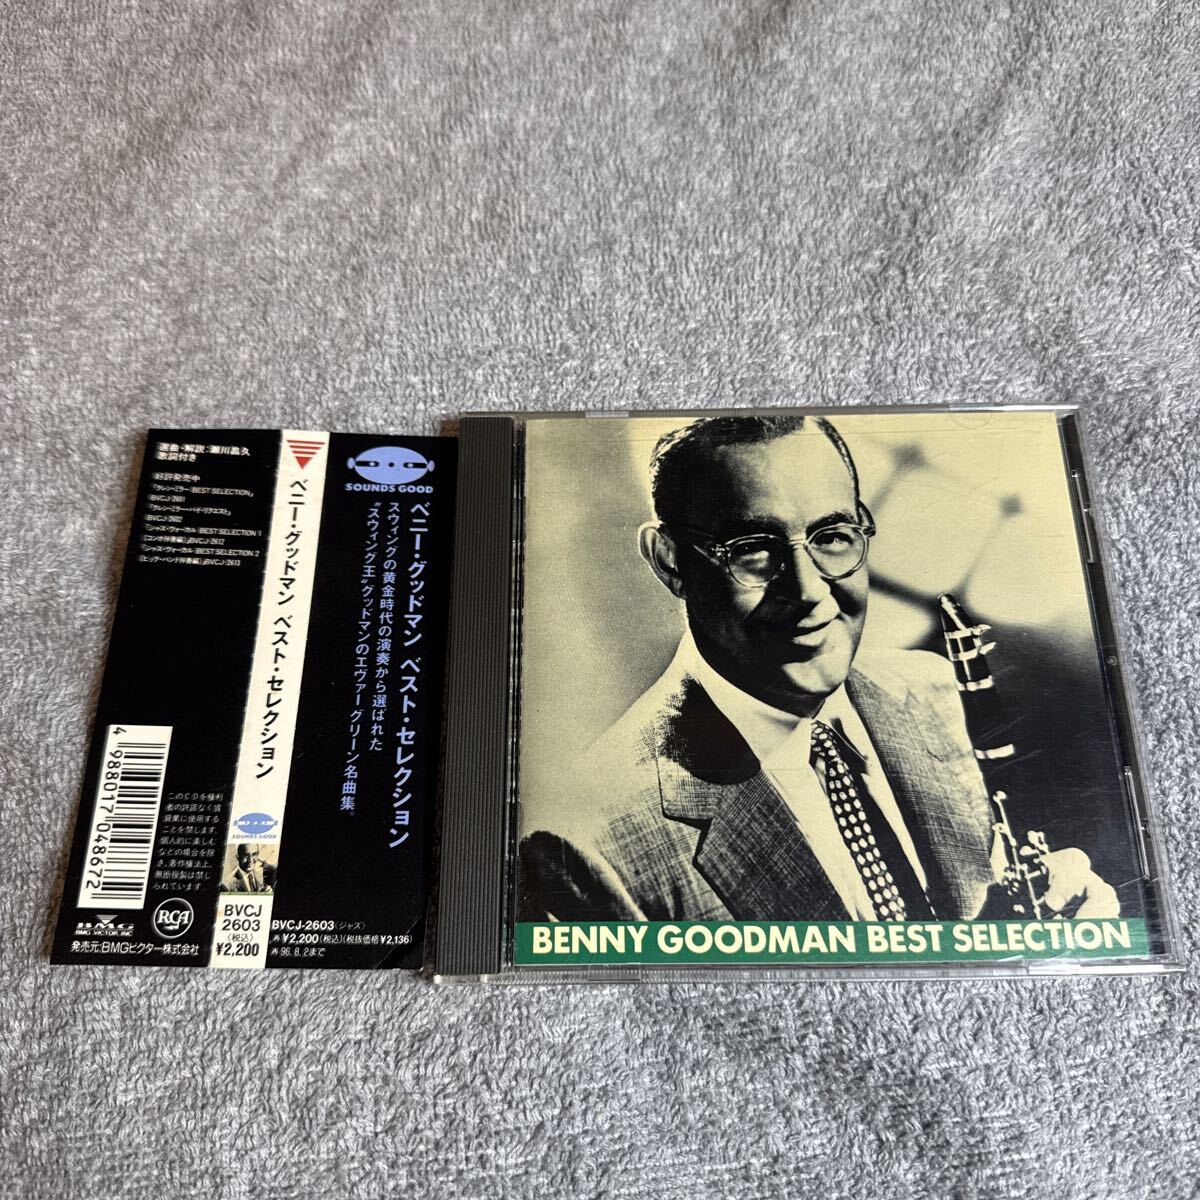 選曲・解説:瀬川昌久
歌詞付き
好評発売中
『グレン・ミラー/BEST SELECTION』
BVCJ-2601
『グレン・ミラー・バイ・リクエスト』
BVCJ-2602
『ジャズ・ヴォーカル/BEST SELECTION 1
《コンボ伴奏編》』BVCJ-2612
『ジャズ・ヴォーカル/BEST SELECTION 2
《ビッグ・バンド伴奏編》』BVCJ-2613
4 988017 048672
このCDを権利
者の許諾なく賃
貸業に使用する
ことを禁じます。
個人的に楽しむ
などの場合を除
き、著作権法上、
無断複製は禁じ
られています。
BMG
BMG VICTOR INC.
RCA
発売元:BMGビクター株式会社
ベニー・グッドマン ベスト・セレクション
SOUNDS GOOD
BVCJ
2603
(税込)
¥2,200
SOUNDS GOOD
ベニー・グッドマン ベスト・セレクション
スウィングの黄金時代の演奏から選ばれた
“スウィング王”グッドマンのエヴァーグリーン名曲集。
BVCJ-2603(ジャズ)
¥2,200(税込)(税抜価格¥2,136)
再 96.8.2まで
BENNY GOODMAN BEST SELECTION